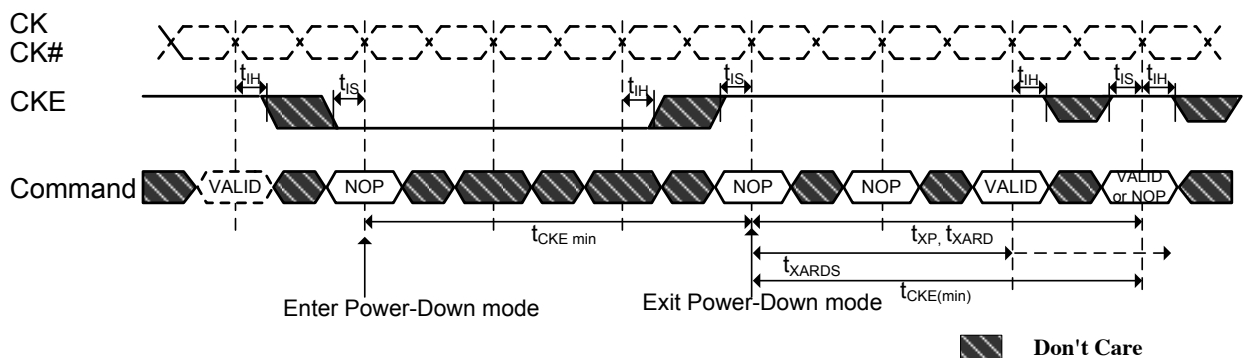 CK
CK#
tIH tIS tIH tIS tIH tIS tIH
CKE
Command VALID NOP NOP NOP VALID VALID or NOP
tCKE min
tXP, tXARD
tXARDS
tCKE(min)
Enter Power-Down mode
Exit Power-Down mode
Don't Care